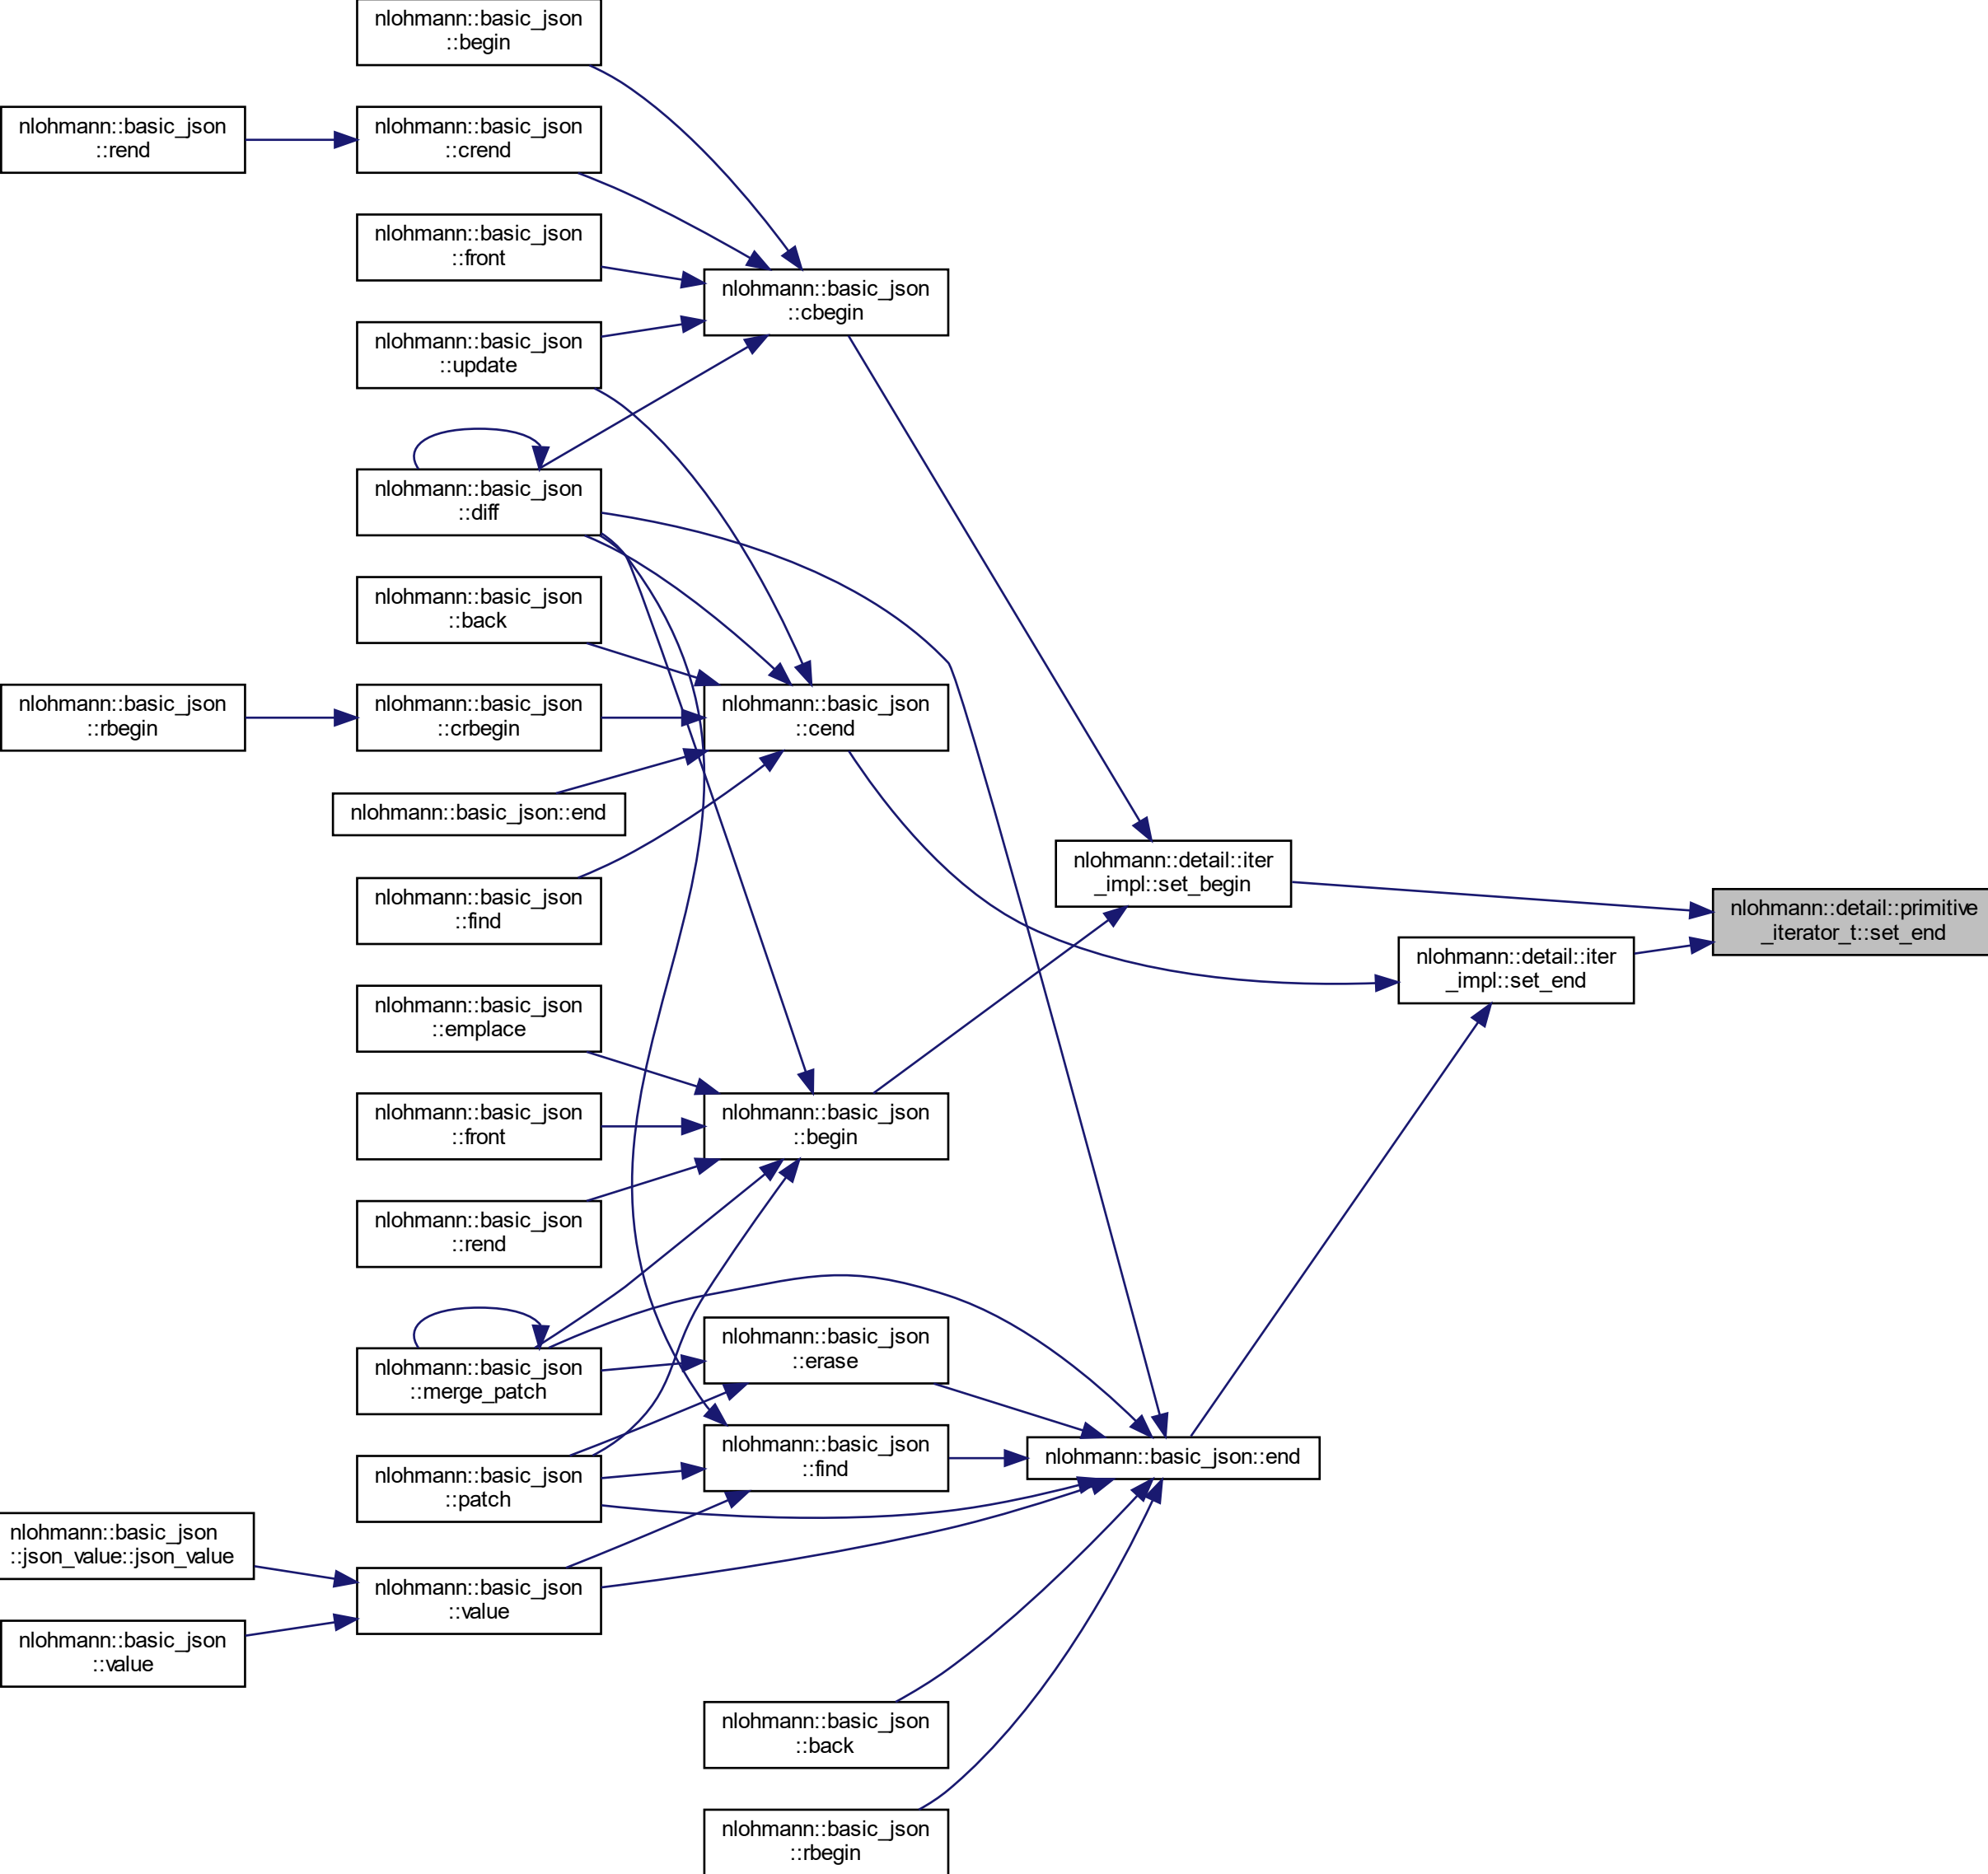 nlohmann::basic_json
::begin
nlohmann::basic_json
::rend
nlohmann::basic_json
::crend
nlohmann::basic_json
::front
nlohmann::basic_json
::cbegin
nlohmann::basic_json
::update
nlohmann::basic_json
::diff
nlohmann::basic_json
::back
nlohmann::basic_json
::rbegin
nlohmann::basic_json
::crbegin
nlohmann::basic_json
::cend
nlohmann::basic_json::end
nlohmann::basic_json
::find
nlohmann::detail::iter
_impl::set_begin
nlohmann::detail::primitive
_iterator_t::set_end
nlohmann::detail::iter
_impl::set_end
nlohmann::basic_json
::emplace
nlohmann::basic_json
::front
nlohmann::basic_json
::begin
nlohmann::basic_json
::rend
nlohmann::basic_json
::merge_patch
nlohmann::basic_json
::erase
nlohmann::basic_json
::patch
nlohmann::basic_json
::find
nlohmann::basic_json::end
nlohmann::basic_json
::json_value::json_value
nlohmann::basic_json
::value
nlohmann::basic_json
::value
nlohmann::basic_json
::back
nlohmann::basic_json
::rbegin